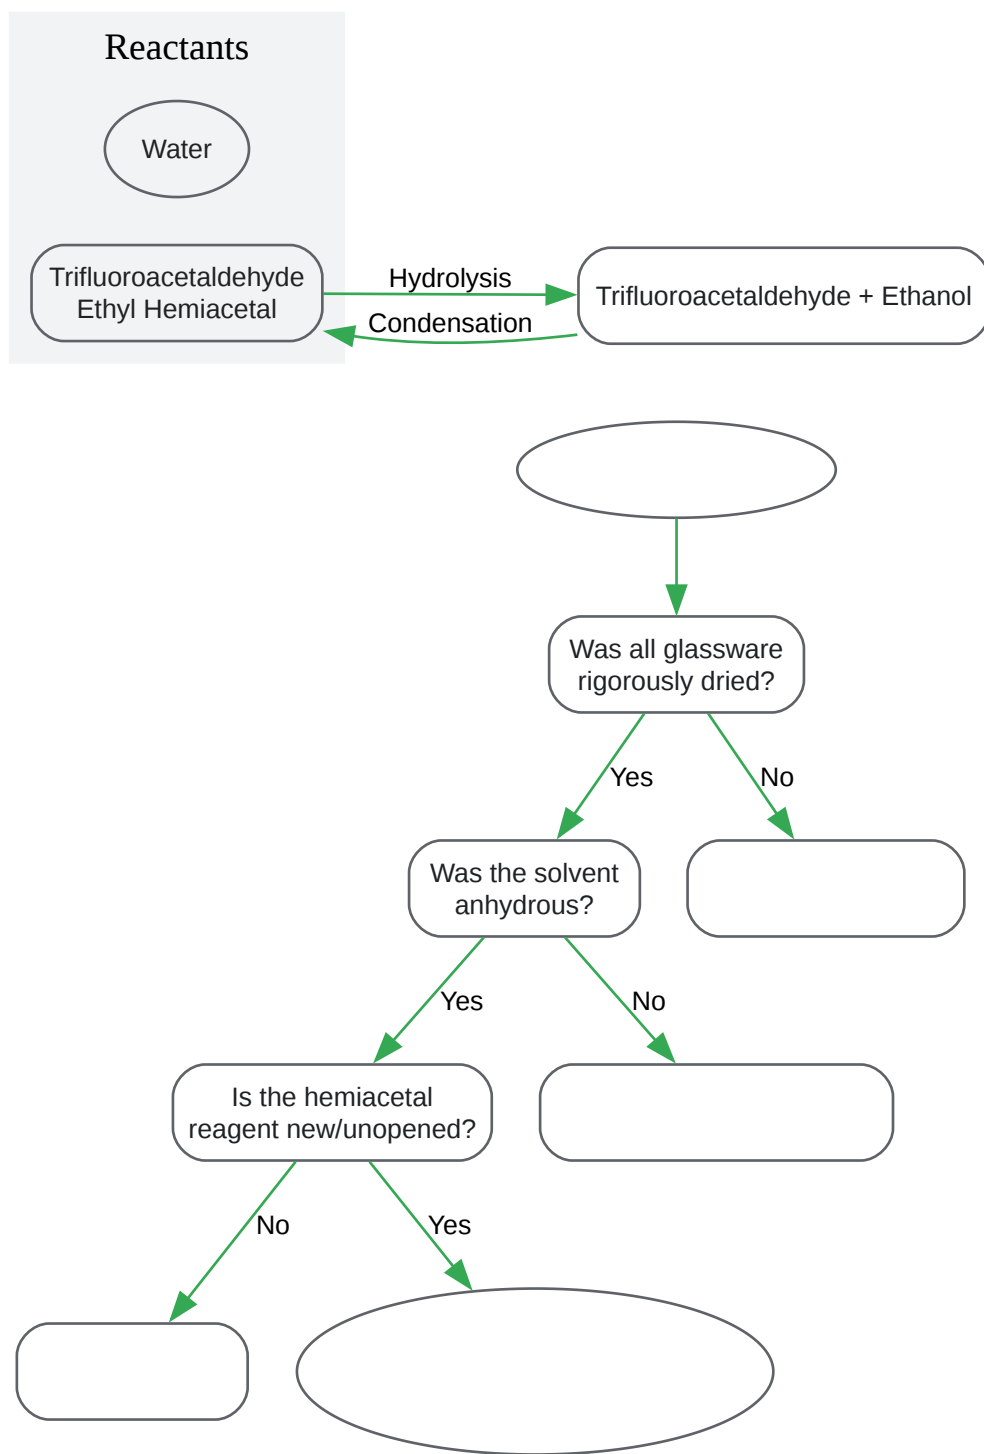 Reactants
Water
Trifluoroacetaldehyde
Ethyl Hemiacetal
Hydrolysis
Condensation
Trifluoroacetaldehyde + Ethanol
Was all glassware
rigorously dried?
Yes
No
Was the solvent
anhydrous?
Yes
No
Is the hemiacetal
reagent new/unopened?
No
Yes